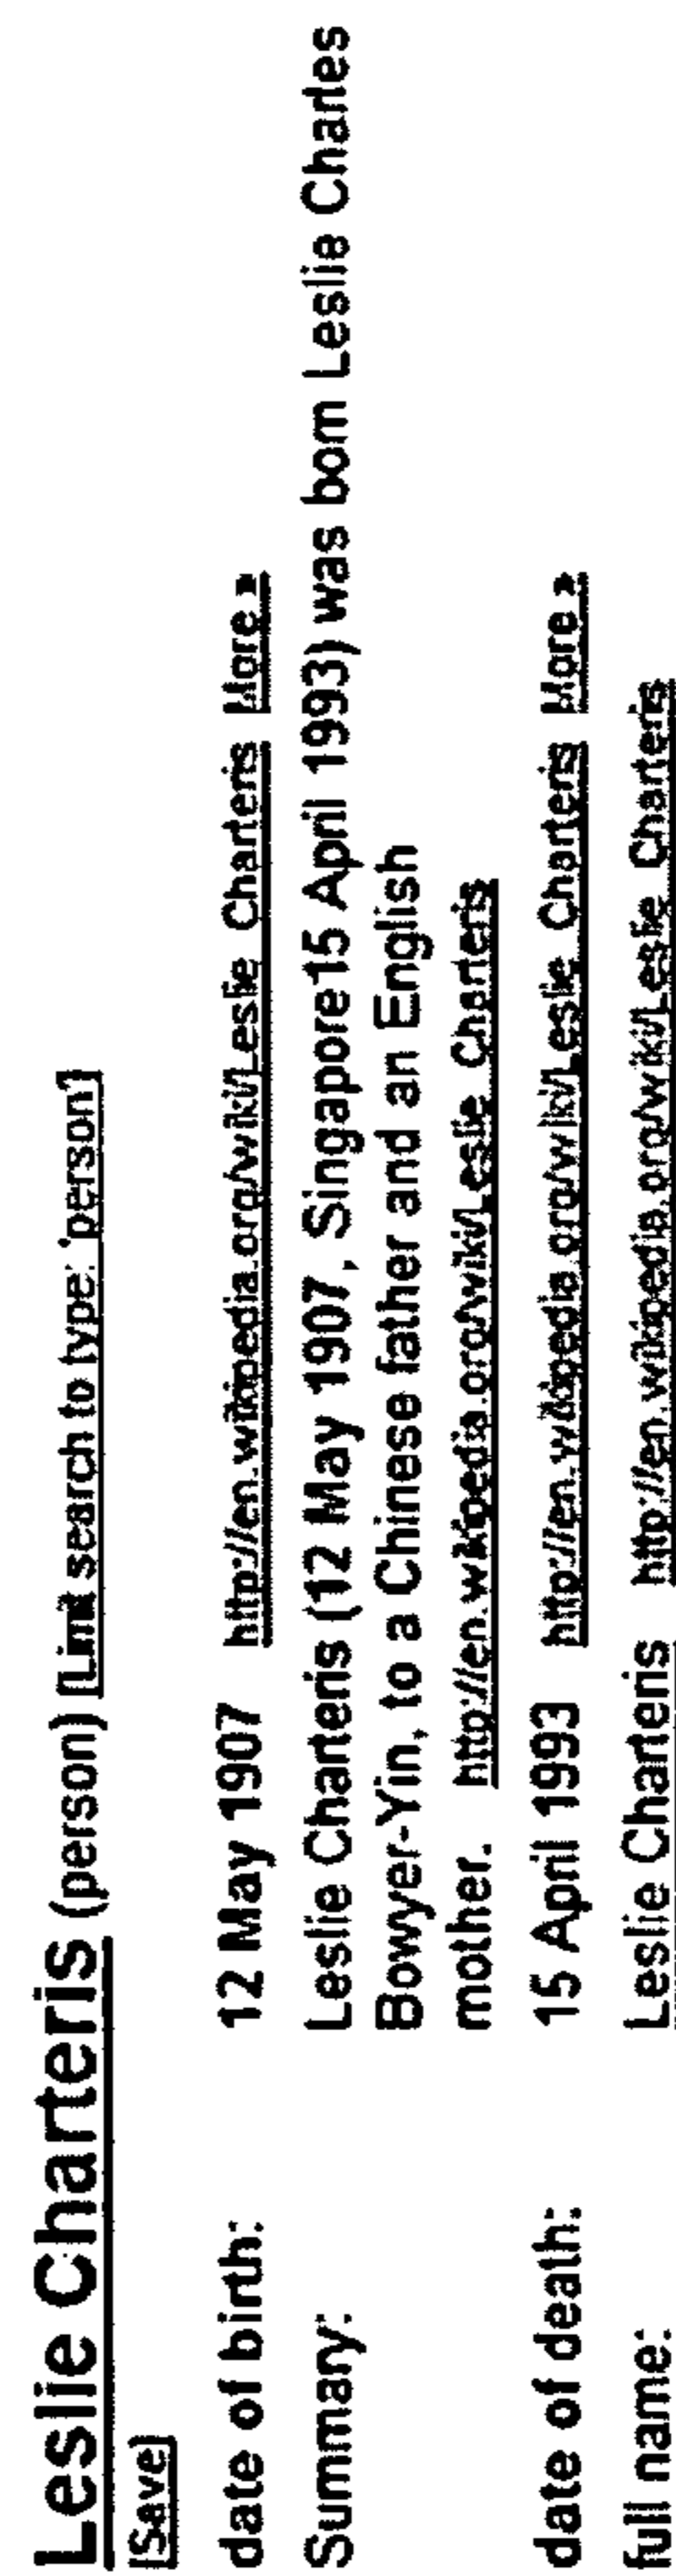 Leslie Charteris (person) [Limit search to type: 'person']
[Save]
date of birth: 12 May 1907 http://en.wikipedia.org/wiki/Leslie_Charteris More »
Summary: Leslie Charteris (12 May 1907, Singapore15 April 1993) was born Leslie Charles
Bowyer-Yin, to a Chinese father and an English
mother. http://en.wikipedia.org/wiki/Leslie_Charteris
date of death: 15 April 1993 http://en.wikipedia.org/wiki/Leslie_Charteris More »
full name: Leslie Charteris http://en.wikipedia.org/wiki/Leslie_Charteris